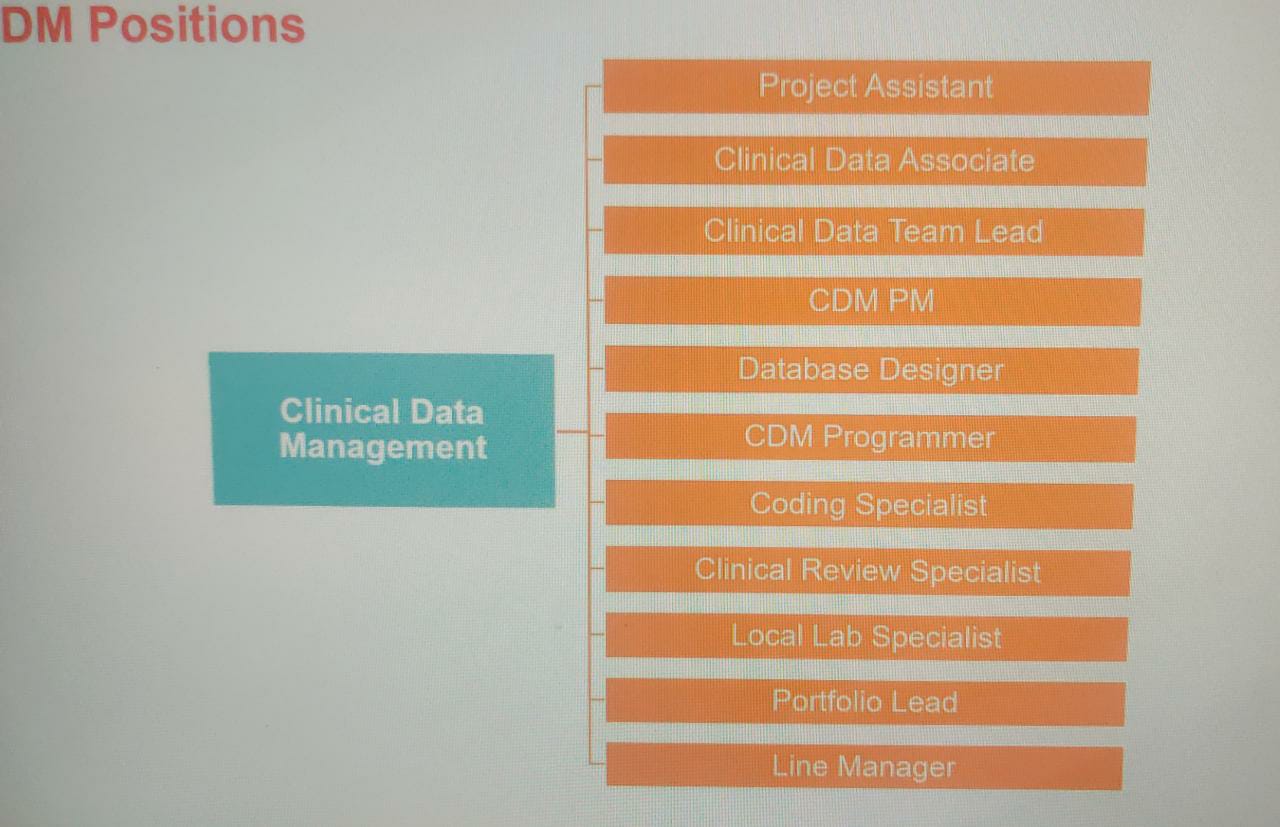 DM Positions
Project Assistant
Clinical Data Associate
Clinical Data Team Lead
CDM PM
Database Designer
Clinical Data
Management
CDM Programmer
Coding Specialist
Clinical Review Specialist
Local Lab Specialist
Portfolio Lead
Line Manager